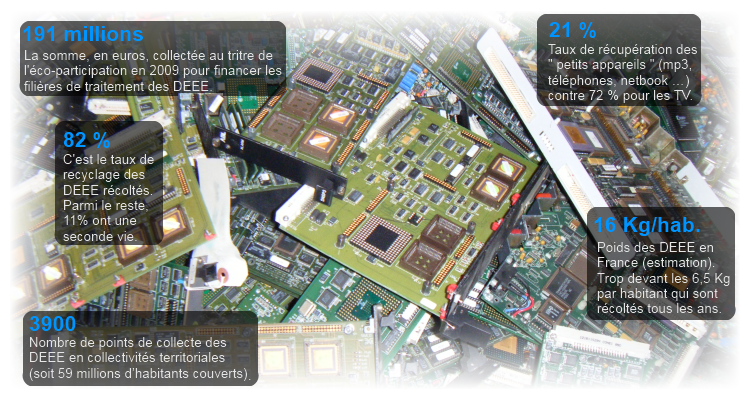 191 millions
La somme, en euros, collectée au tritre de
l'éco-participation en 2009 pour financer les
filières de traitement des DEEE.
21 %
Taux de récupération des
" petits appareils " (mp3,
téléphones, netbook ...)
contre 72 % pour les TV.
82 %
C'est le taux de
recyclage des
DEEE récoltés.
Parmi le reste,
11% ont une
seconde vie.
16 Kg/hab.
Poids des DEEE en
France (estimation).
Trop devant les 6,5 Kg
par habitant qui sont
récoltés tous les ans.
3900
Nombre de points de collecte des
DEEE en collectivités territoriales
(soit 59 millions d'habitants couverts).